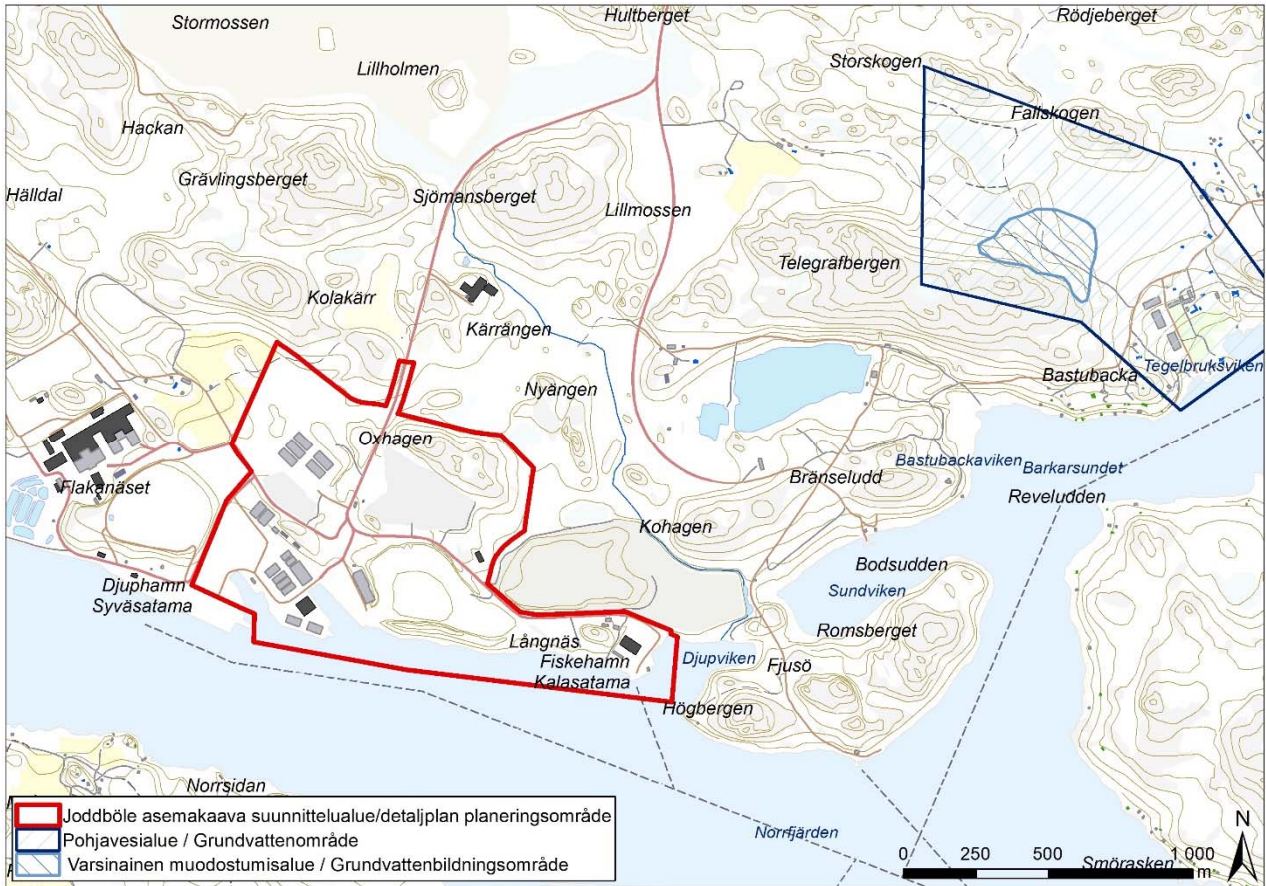 Stormossen
Hultberget
Rödjeberget
Lillholmen
Storskogen
Hackan
Fallskogen
Grävlingsberget
Hälldal
Sjömansberget
Lillmossen
Telegrafbergen
Kolakärr
Kärrängen
Nyängen
Bastubacka
Tegelbruksviken
Oxhagen
Flakanäset
Bränseludd
Bastubackaviken
Barkarsundet
Reveludden
Kohagen
Djuphamn
Syväsatama
Bodsudden
Sundviken
Romsberget
Långnäs
Fiskehamn
Kalasatama
Djupviken
Fjusö
Högbergen
Norrsidan
Joddböle asemakaava suunnittelualue/detaljplan planeringsområde
Pohjavesialue / Grundvattenområde
Varsinainen muodostumisalue / Grundvattenbildningsområde
Norrfjärden
Smörasken
N
0 250 500 1 000
m